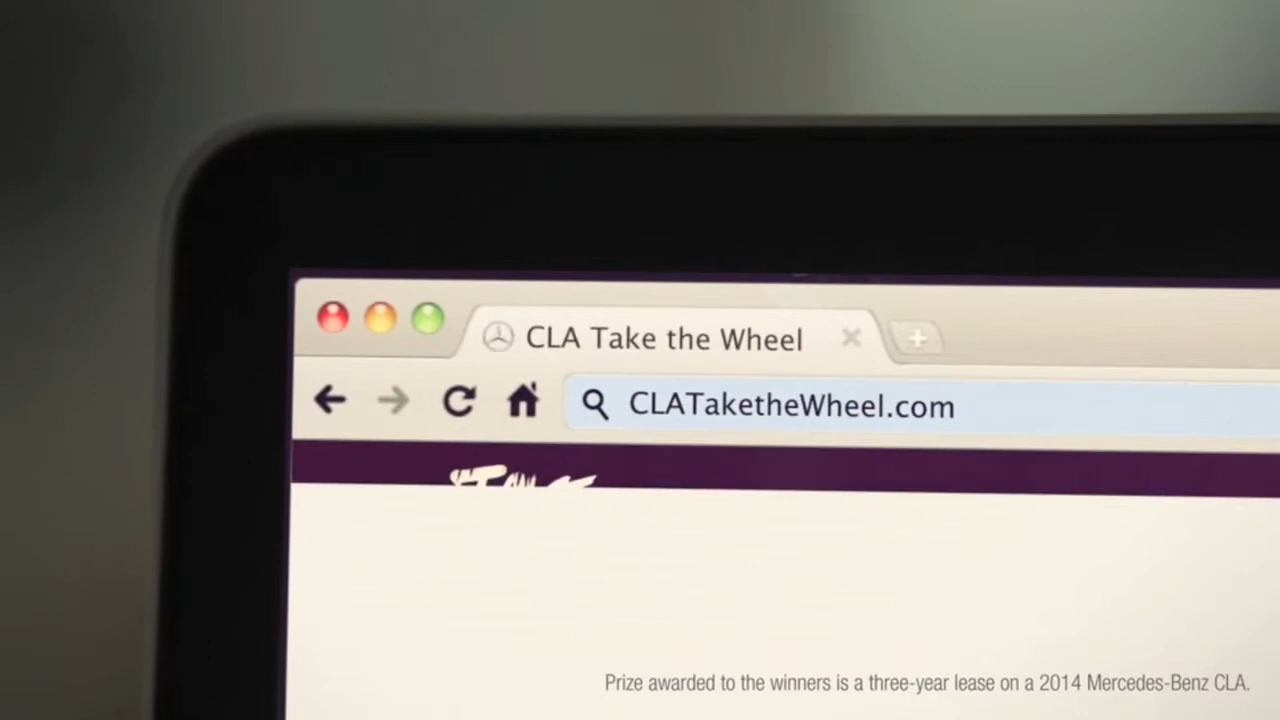 CLA Take the Wheel
CLATaketheWheel.com
Prize awarded to the winners is a three-year lease on a 2014 Mercedes-Benz CLA.